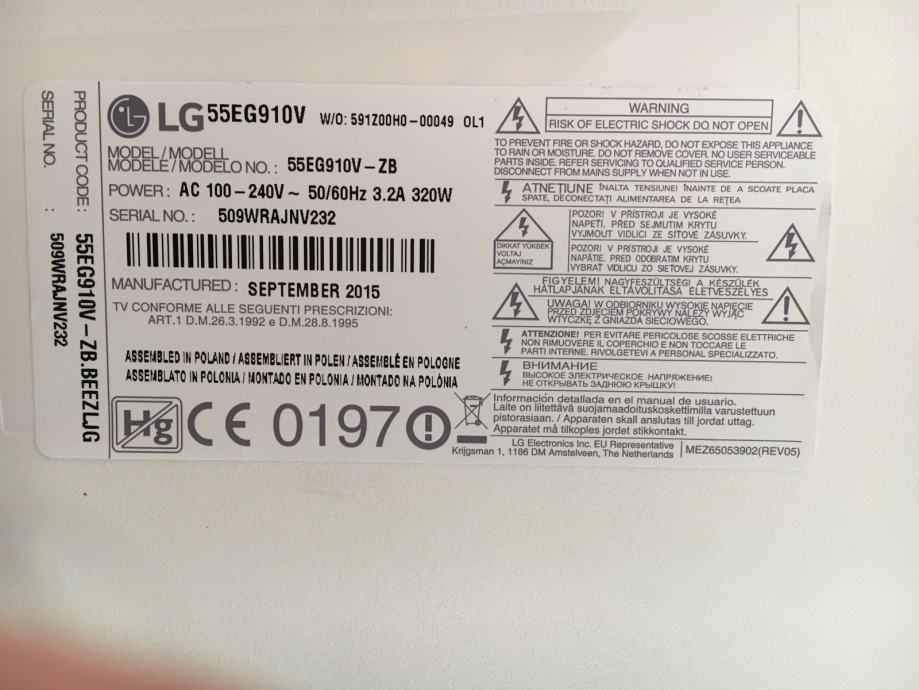 LG 55EG910V W/O: 591Z00H0-00049 OL1
MODEL / MODELL
MODÈLE / MODELO NO. : 55EG910V-ZB
POWER : AC 100-240V ~ 50/60Hz 3.2A 320W
SERIAL NO. : 509WRAJNV232
MANUFACTURED : SEPTEMBER 2015
TV CONFORME ALLE SEGUENTI PRESCRIZIONI:
ART.1 D.M.26.3.1992 e D.M.28.8.1995
ASSEMBLED IN POLAND / ASSEMBLIERT IN POLEN / ASSEMBLÉ EN POLOGNE
ASSEMBLATO IN POLONIA / MONTADO EN POLONIA / MONTADO NA POLÓNIA
Hg CE 0197
PRODUCT CODE : 55EG910V-ZB.BEEZLJG
SERIAL NO. : 509WRAJNV232
WARNING
RISK OF ELECTRIC SHOCK DO NOT OPEN
TO PREVENT FIRE OR SHOCK HAZARD, DO NOT EXPOSE THIS APPLIANCE
TO RAIN OR MOISTURE. DO NOT REMOVE COVER. NO USER SERVICEABLE
PARTS INSIDE. REFER SERVICING TO QUALIFIED SERVICE PERSON.
DISCONNECT FROM MAINS SUPPLY WHEN NOT IN USE.
ATNEŢIUNE ÎNALTA TENSIUNE! ÎNAINTE DE A SCOATE PLACA
SPATE, DECONECTAŢI ALIMENTAREA DE LA REŢEA
DIKKAT YÜKSEK
VOLTAJ
AÇMAYINIZ
POZOR! V PŘÍSTROJI JE VYSOKÉ
NAPĚTÍ. PŘED SEJMUTIM KRYTU
VYJMOUT VIDLICI ZE SÍŤOVÉ ZÁSUVKY.
POZOR! V PRÍSTROJI JE VYSOKÉ
NAPÄTIE. PRED ODOBRATIM KRYTU
VYBRAŤ VIDLICU ZO SIEŤOVEJ ZÁSUVKY.
FIGYELEM! NAGYFESZÜLTSÉG! A KÉSZÜLÉK
HÁTLAPJÁNAK ELTÁVOLÍTÁSA ÉLETVESZÉLYES
UWAGA! W ODBIORNIKU WYSOKIE NAPIĘCIE
PRZED ZDJĘCIEM POKRYWY NALEŻY WYJĄĆ
WTYCZKĘ Z GNIAZDA SIECIOWEGO.
ATTENZIONE! PER EVITARE PERICOLOSE SCOSSE ELETTRICHE
NON RIMUOVERE IL COPERCHIO E NON TOCCARE LE
PARTI INTERNE. RIVOLGETEVI A PERSONAL SPECIALIZZATO.
ВНИМАНИЕ
ВЫСОКОЕ ЭЛЕКТРИЧЕСКОЕ НАПРЯЖЕНИЕ!
НЕ ОТКРЫВАТЬ ЗАДНЮЮ КРЫШКУ!
Información detallada en el manual de usuario.
Laite on liitettävä suojamaadoituskoskettimilla varustettuun
pistorasiaan. / Apparaten skall anslutas till jordat uttag.
Apparatet må tilkoples jordet stikkontakt.
LG Electronics Inc. EU Representative
Krijgsman 1, 1186 DM Amstelveen, The Netherlands
MEZ65053902(REV05)